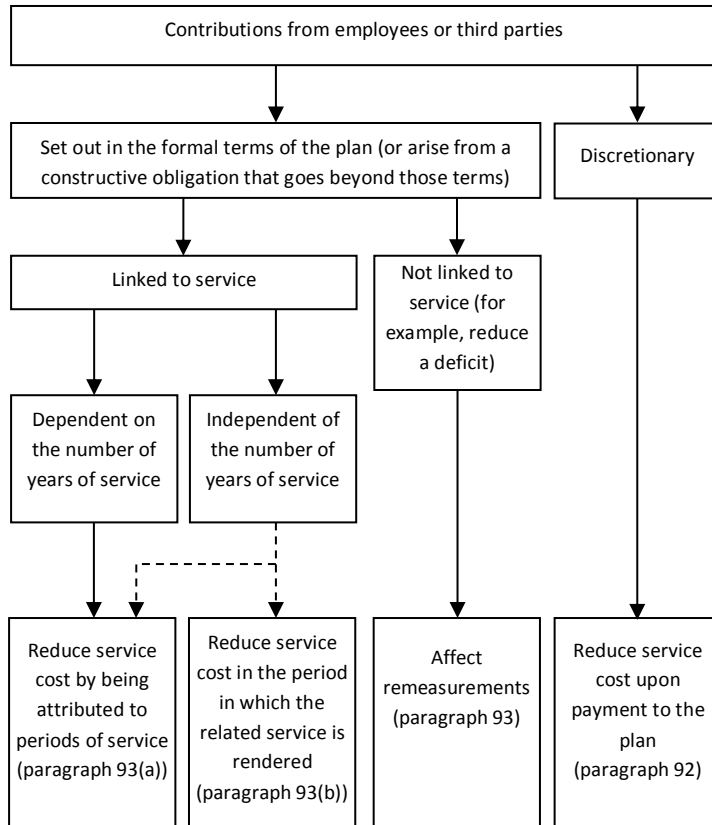 Contributions from employees or third parties
Set out in the formal terms of the plan (or arise from a
constructive obligation that goes beyond those terms)
Discretionary
Linked to service
Not linked to
service (for
example, reduce
a deficit)
Dependent on
the number of
years of service
Independent of
the number of
years of service
Reduce service
cost by being
attributed to
periods of service
(paragraph 93(a))
Reduce service
cost in the period
in which the
related service is
rendered
(paragraph 93(b))
Affect
remeasurements
(paragraph 93)
Reduce service
cost upon
payment to the
plan
(paragraph 92)